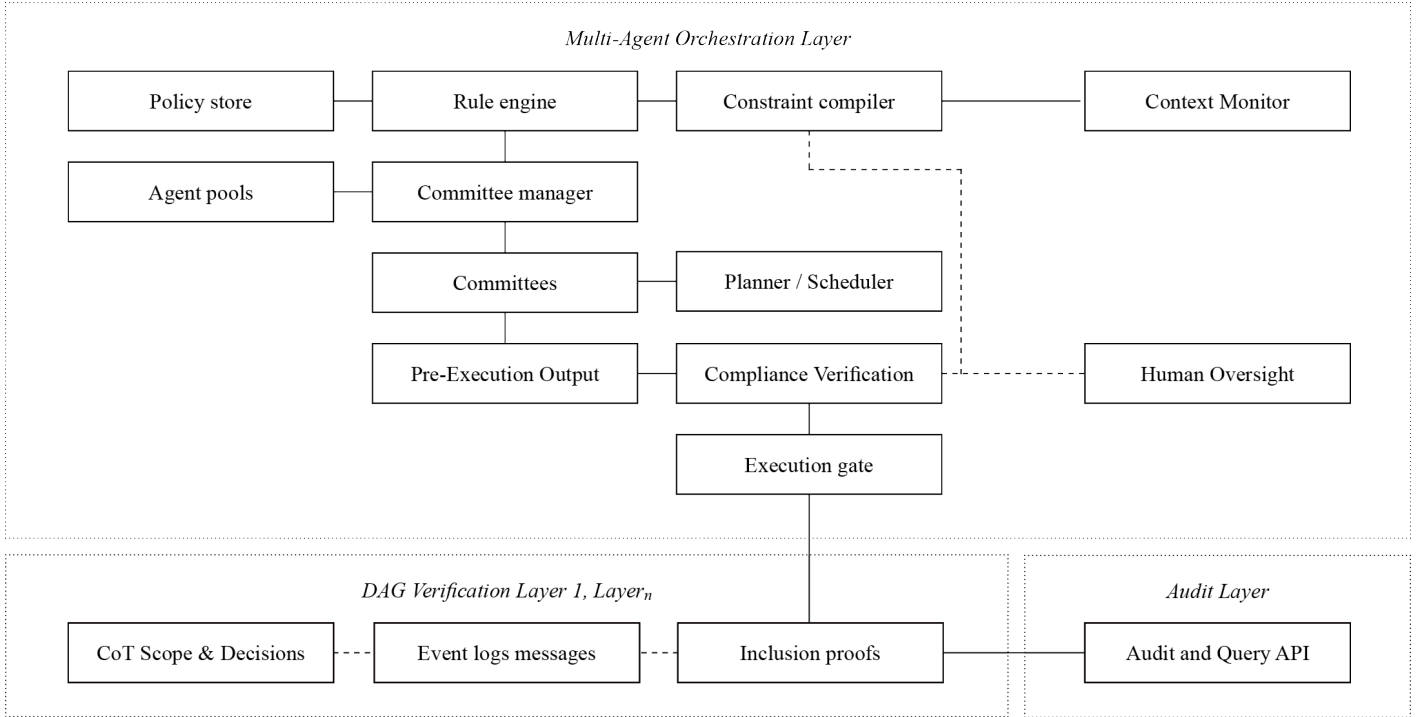 Multi-Agent Orchestration Layer
Policy store
Rule engine
Constraint compiler
Context Monitor
Agent pools
Committee manager
Committees
Planner / Scheduler
Pre-Execution Output
Compliance Verification
Human Oversight
Execution gate
DAG Verification Layer 1, Layerₙ
Audit Layer
CoT Scope & Decisions
Event logs messages
Inclusion proofs
Audit and Query API